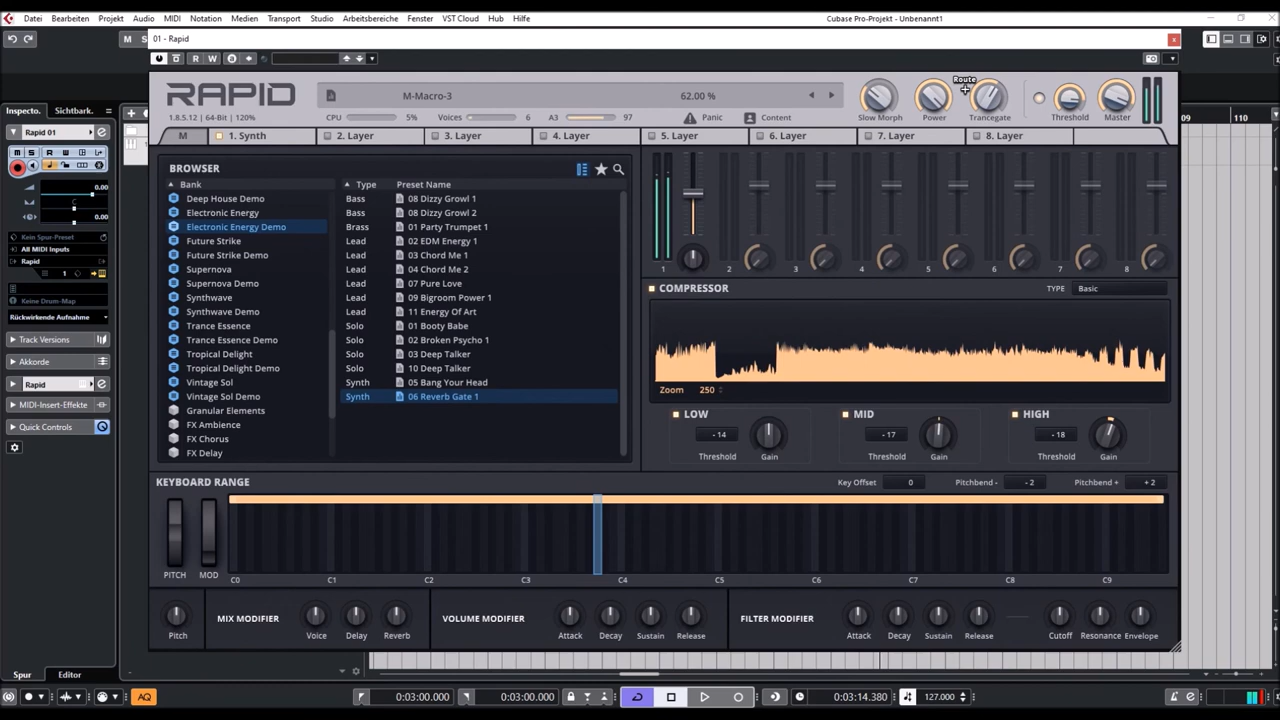 Datei Bearbeiten Projekt Audio MIDI Notation Medien Transport Studio Arbeitsbereiche Fenster VST Cloud Hub Hilfe Cubase Pro-Projekt - Unbenannt1
M S
01 - Rapid
R W
RAPID
1.8.5.12 | 64-Bit | 120%
M-Macro-3 62.00 %
CPU 5% Voices 6 A3 97 Panic Content
Route
Slow Morph Power Trancegate Threshold Master
M 1. Synth 2. Layer 3. Layer 4. Layer 5. Layer 6. Layer 7. Layer 8. Layer
Inspecto. Sichtbark.
Rapid 01
M S R W
0.00
C
0.00
Kein Spur-Preset
All MIDI Inputs
Rapid
1
Keine Drum-Map
Rückwirkende Aufnahme
Track Versions
Akkorde
Rapid
MIDI-Insert-Effekte
Quick Controls
09 110
BROWSER
Bank Type Preset Name
Deep House Demo Bass 08 Dizzy Growl 1
Electronic Energy Bass 08 Dizzy Growl 2
Electronic Energy Demo Brass 01 Party Trumpet 1
Future Strike Lead 02 EDM Energy 1
Future Strike Demo Lead 03 Chord Me 1
Supernova Lead 04 Chord Me 2
Supernova Demo Lead 07 Pure Love
Synthwave Lead 09 Bigroom Power 1
Synthwave Demo Lead 11 Energy Of Art
Trance Essence Solo 01 Booty Babe
Trance Essence Demo Solo 02 Broken Psycho 1
Tropical Delight Solo 03 Deep Talker
Tropical Delight Demo Solo 10 Deep Talker
Vintage Sol Synth 05 Bang Your Head
Vintage Sol Demo Synth 06 Reverb Gate 1
Granular Elements
FX Ambience
FX Chorus
FX Delay
1 2 3 4 5 6 7 8
COMPRESSOR TYPE Basic
Zoom 250
LOW MID HIGH
-14 -17 -18
Threshold Gain Threshold Gain Threshold Gain
KEYBOARD RANGE Key Offset 0 Pitchbend - -2 Pitchbend + +2
PITCH MOD C0 C1 C2 C3 C4 C5 C6 C7 C8 C9
MIX MODIFIER VOLUME MODIFIER FILTER MODIFIER
Pitch Voice Delay Reverb Attack Decay Sustain Release Attack Decay Sustain Release Cutoff Resonance Envelope
Spur Editor
AQ 0:03:00.000 0:03:00.000 0:03:14.380 127.000